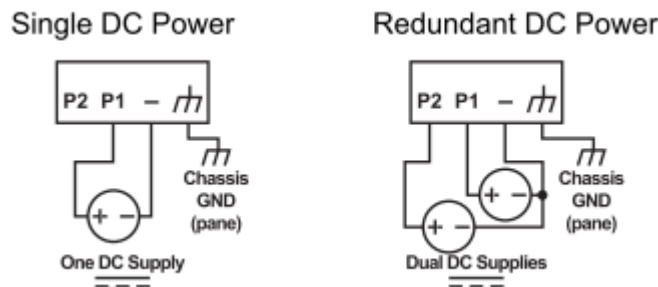 Single DC Power
P2 P1 –
Chassis
GND
(pane)
+ –
One DC Supply
Redundant DC Power
P2 P1 –
Chassis
GND
(pane)
+ –
+ –
Dual DC Supplies